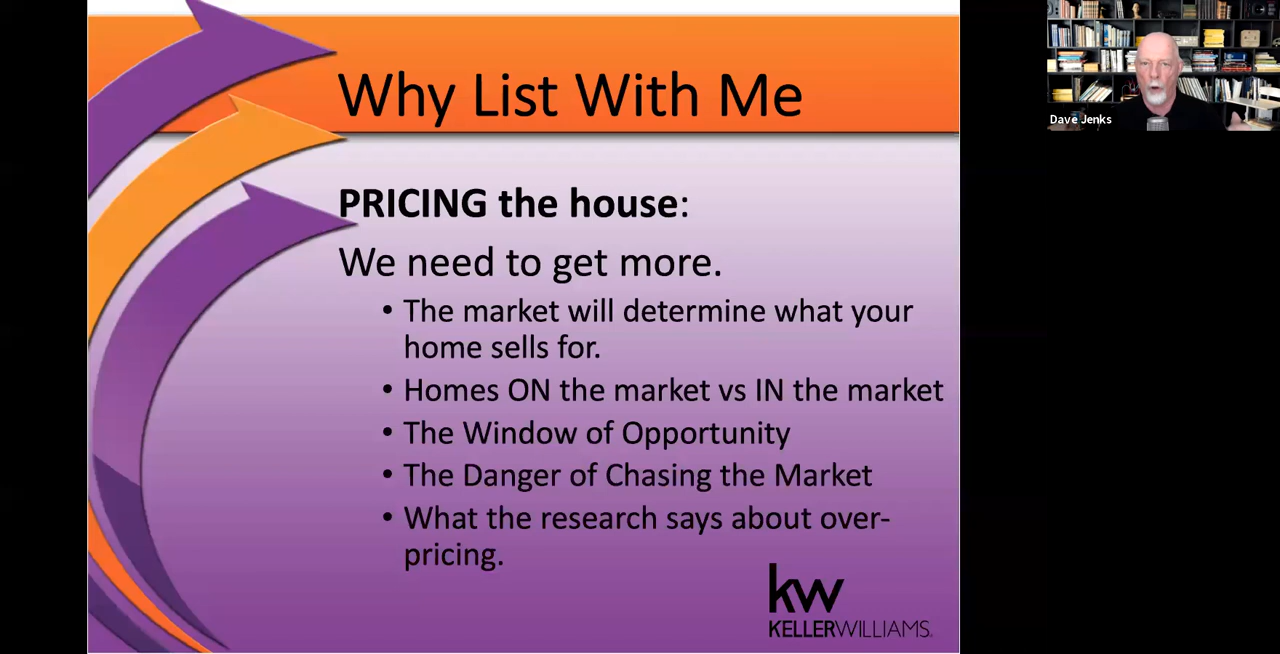 Why List With Me
Dave Jenks
PRICING the house:
We need to get more.
• The market will determine what your
home sells for.
• Homes ON the market vs IN the market
• The Window of Opportunity
• The Danger of Chasing the Market
• What the research says about over-
pricing.
kw
KELLERWILLIAMS.